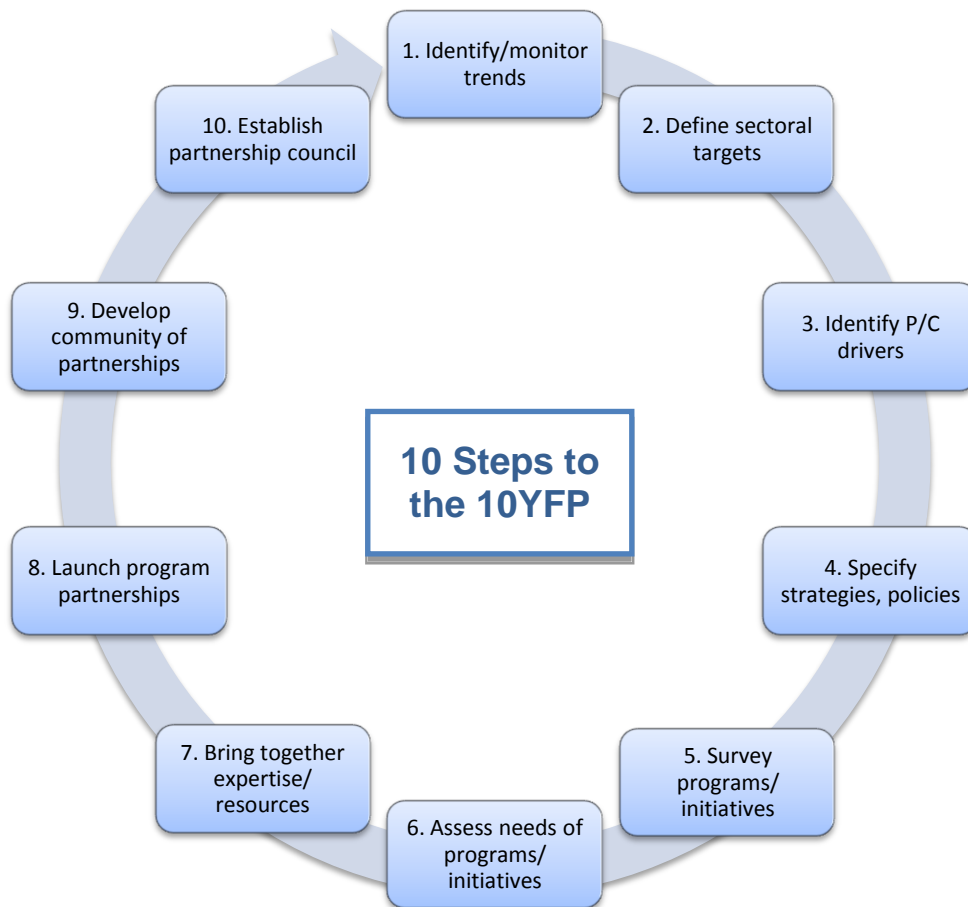 1. Identify/monitor
trends
2. Define sectoral
targets
3. Identify P/C
drivers
4. Specify
strategies, policies
5. Survey
programs/
initiatives
6. Assess needs of
programs/
initiatives
7. Bring together
expertise/
resources
8. Launch program
partnerships
9. Develop
community of
partnerships
10. Establish
partnership council
10 Steps to
the 10YFP